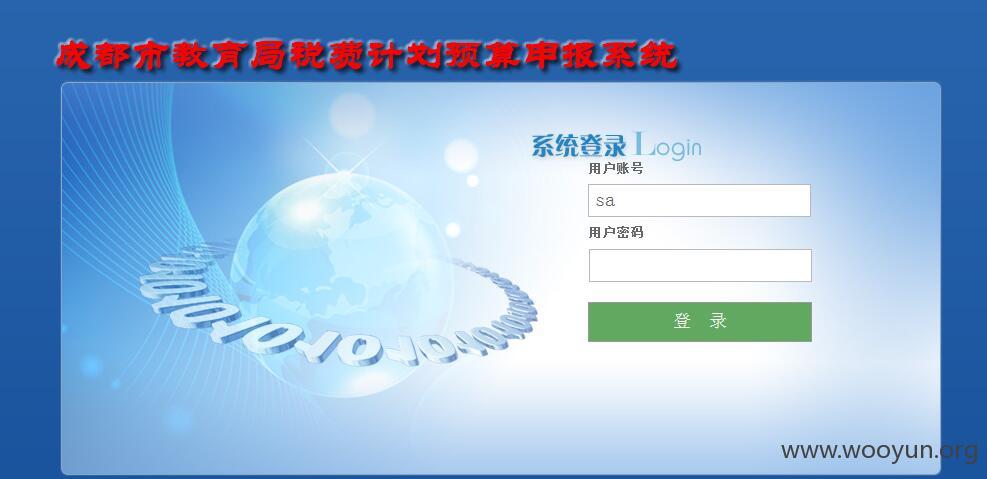 成都市教育局税费计划预算申报系统
系统登录 Login
用户账号
sa
用户密码
登 录
www.wooyun.org